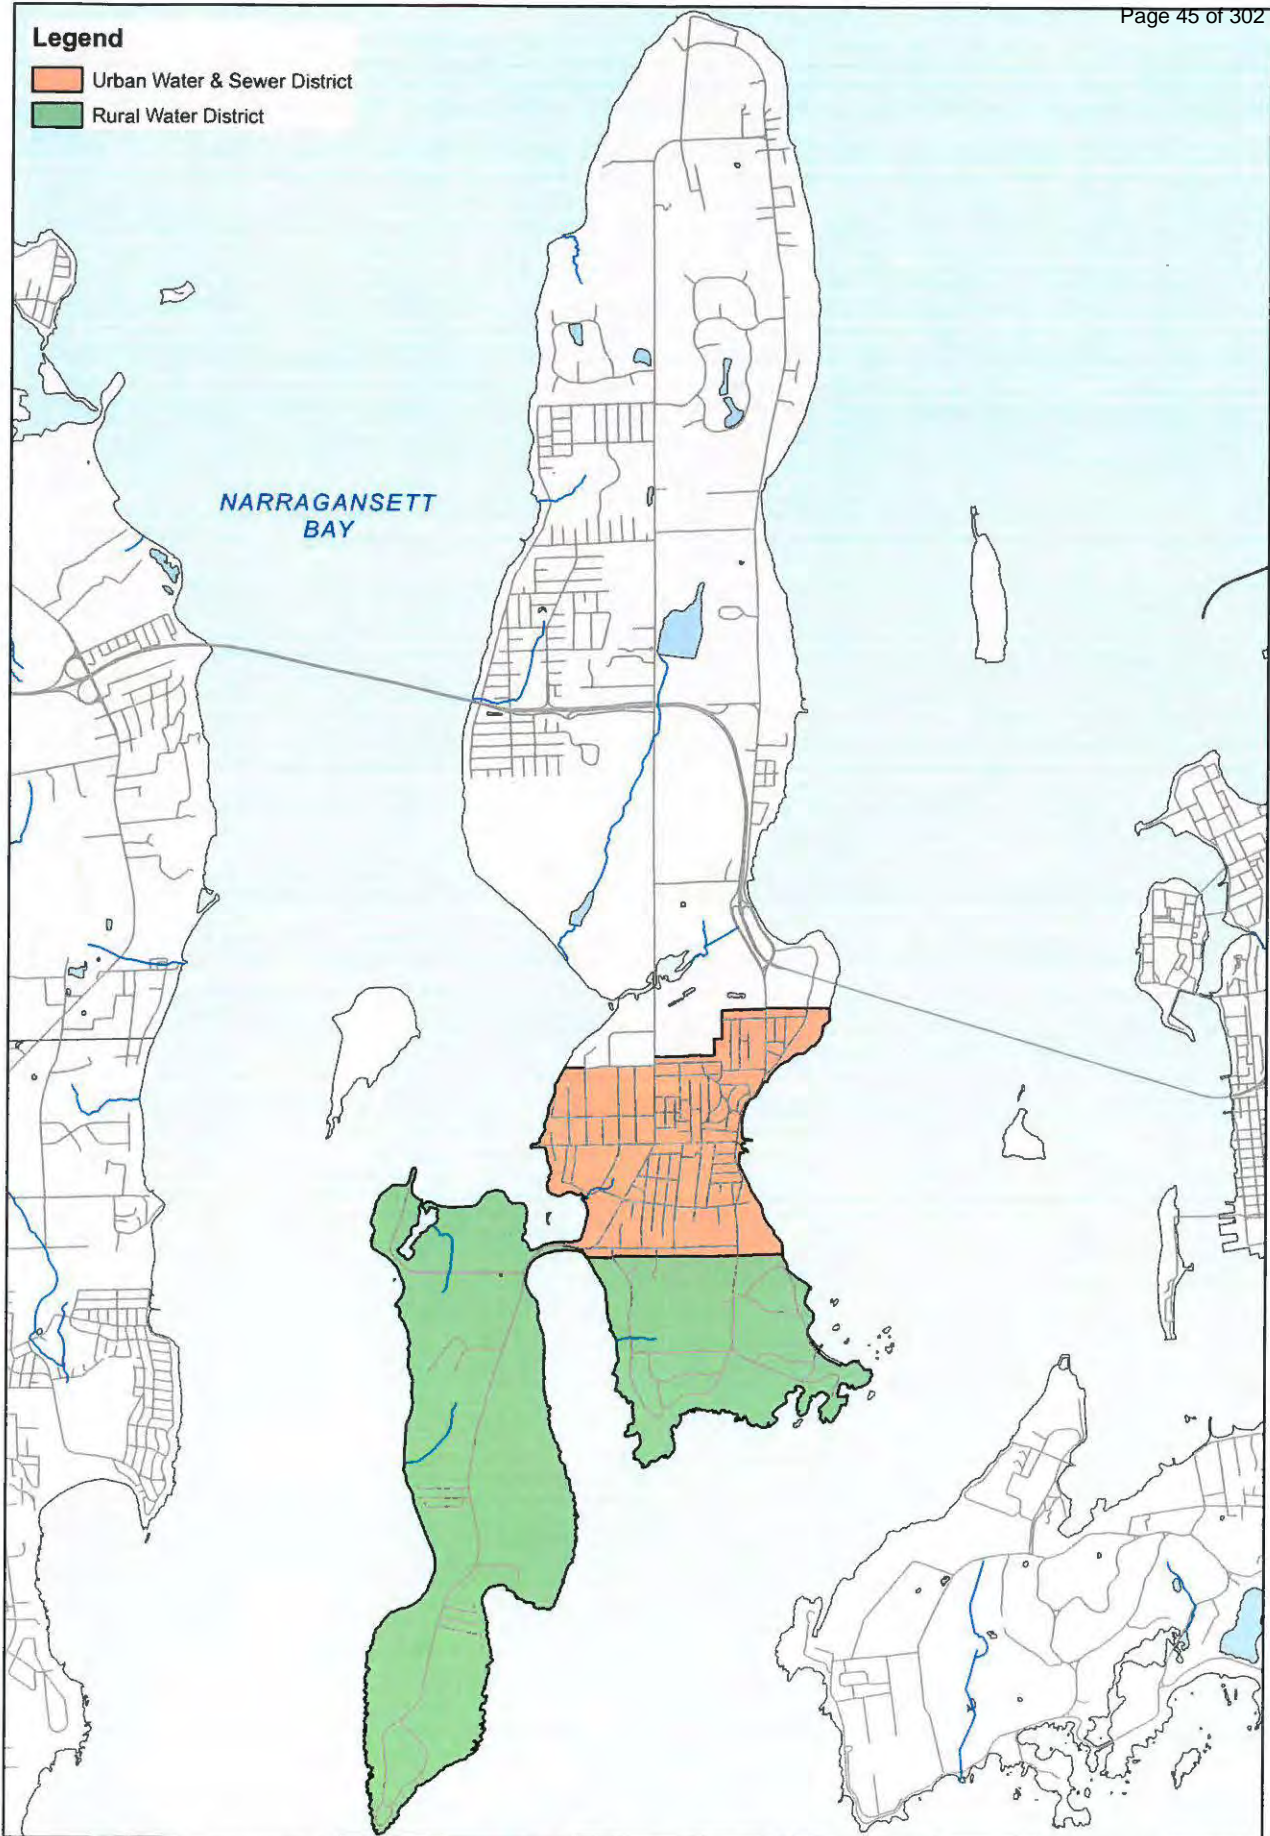 Page 45 of 302
Legend
Urban Water & Sewer District
Rural Water District
NARRAGANSETT
BAY